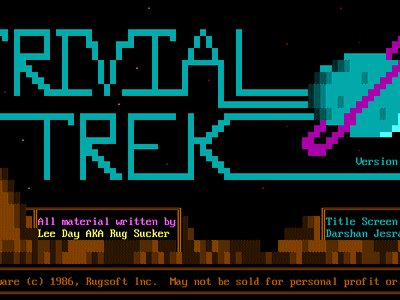 TRIVIAL
TREK
Version
All material written by
Lee Day AKA Rug Sucker
Title Screen
Darshan Jesra
ware (c) 1986, Rugsoft Inc.  May not be sold for personal profit or